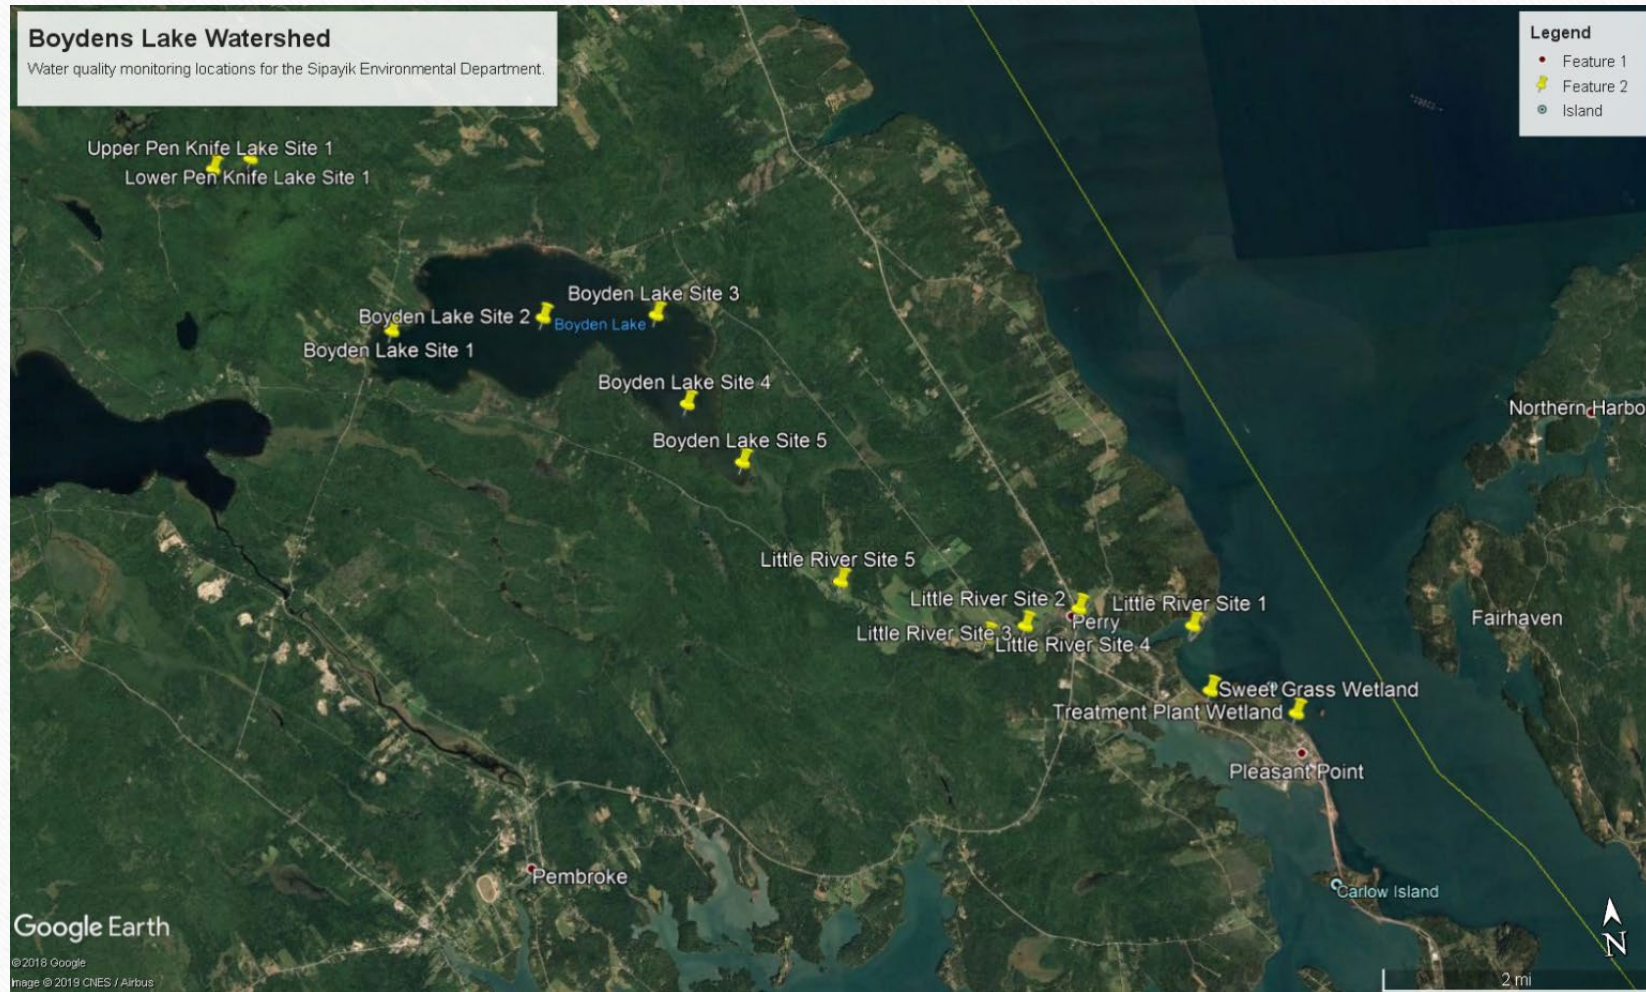 Boydens Lake Watershed
Water quality monitoring locations for the Sipayik Environmental Department.
Legend
Feature 1
Feature 2
Island
Upper Pen Knife Lake Site 1
Lower Pen Knife Lake Site 1
Boyden Lake Site 3
Boyden Lake Site 2
Boyden Lake
Boyden Lake Site 1
Boyden Lake Site 4
Northern Harbo
Boyden Lake Site 5
Little River Site 5
Little River Site 2
Little River Site 1
Perry
Fairhaven
Little River Site 3
Little River Site 4
Sweet Grass Wetland
Treatment Plant Wetland
Pleasant Point
Pembroke
Carlow Island
Google Earth
N
©2018 Google
Image © 2019 CNES / Airbus
2 mi